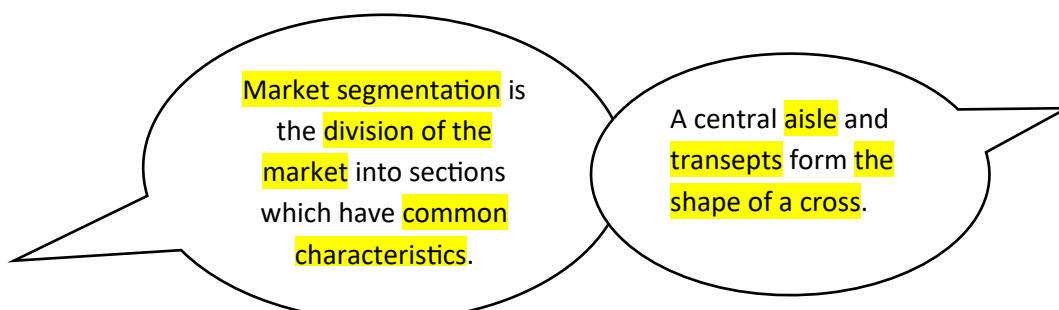 Market segmentation is
the division of the
market into sections
which have common
characteristics.
A central aisle and
transepts form the
shape of a cross.